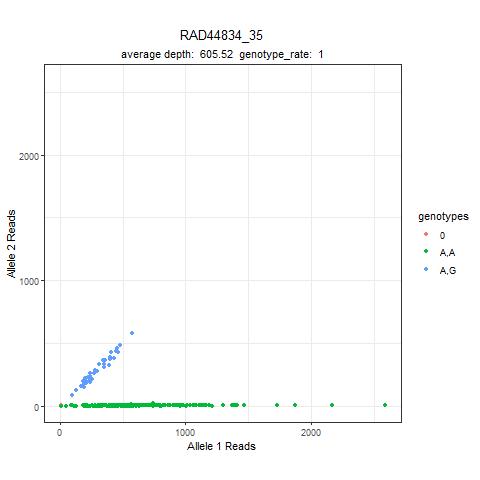 RAD44834_35
average depth: 605.52 genotype_rate: 1
Allele 2 Reads
2000
1000
0
0
1000
2000
Allele 1 Reads
genotypes
0
A,A
A,G